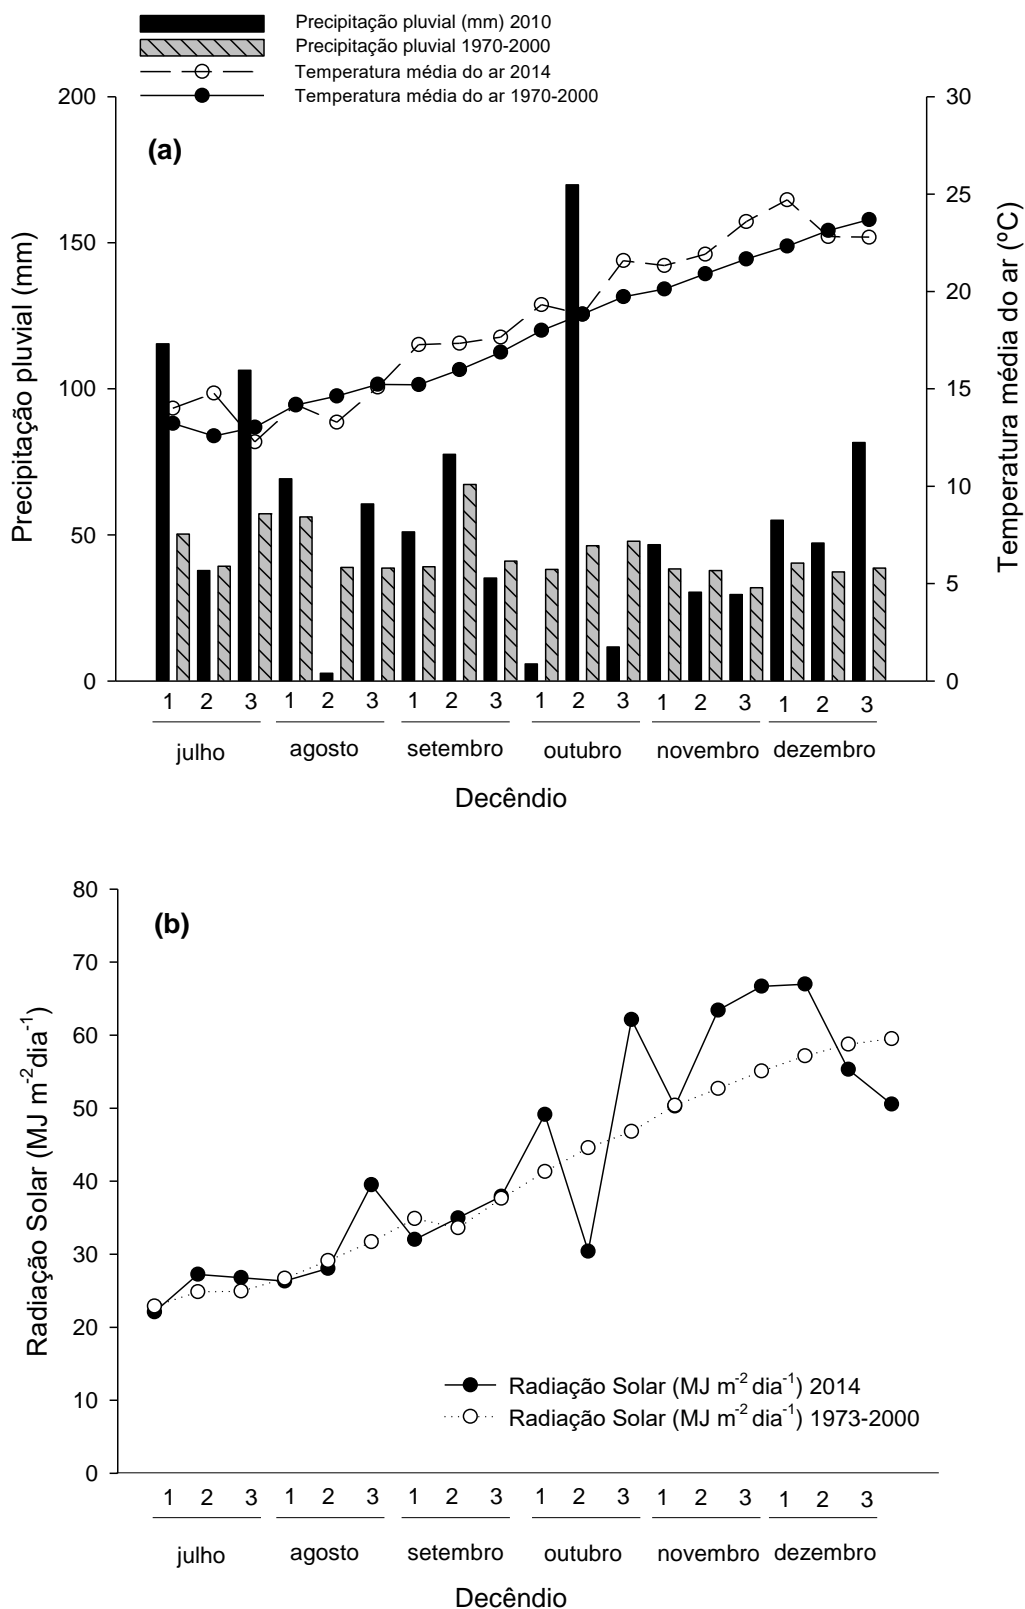 Precipitação pluvial (mm) 2010
Precipitação pluvial 1970-2000
Temperatura média do ar 2014
Temperatura média do ar 1970-2000
(a)
Precipitação pluvial (mm)
200
150
100
50
0
Temperatura média do ar (ºC)
30
25
20
15
10
5
0
1 2 3 1 2 3 1 2 3 1 2 3 1 2 3 1 2 3
julho agosto setembro outubro novembro dezembro
Decêndio
(b)
Radiação Solar (MJ m⁻² dia⁻¹)
80
70
60
50
40
30
20
10
0
Radiação Solar (MJ m⁻² dia⁻¹) 2014
Radiação Solar (MJ m⁻² dia⁻¹) 1973-2000
1 2 3 1 2 3 1 2 3 1 2 3 1 2 3 1 2 3
julho agosto setembro outubro novembro dezembro
Decêndio